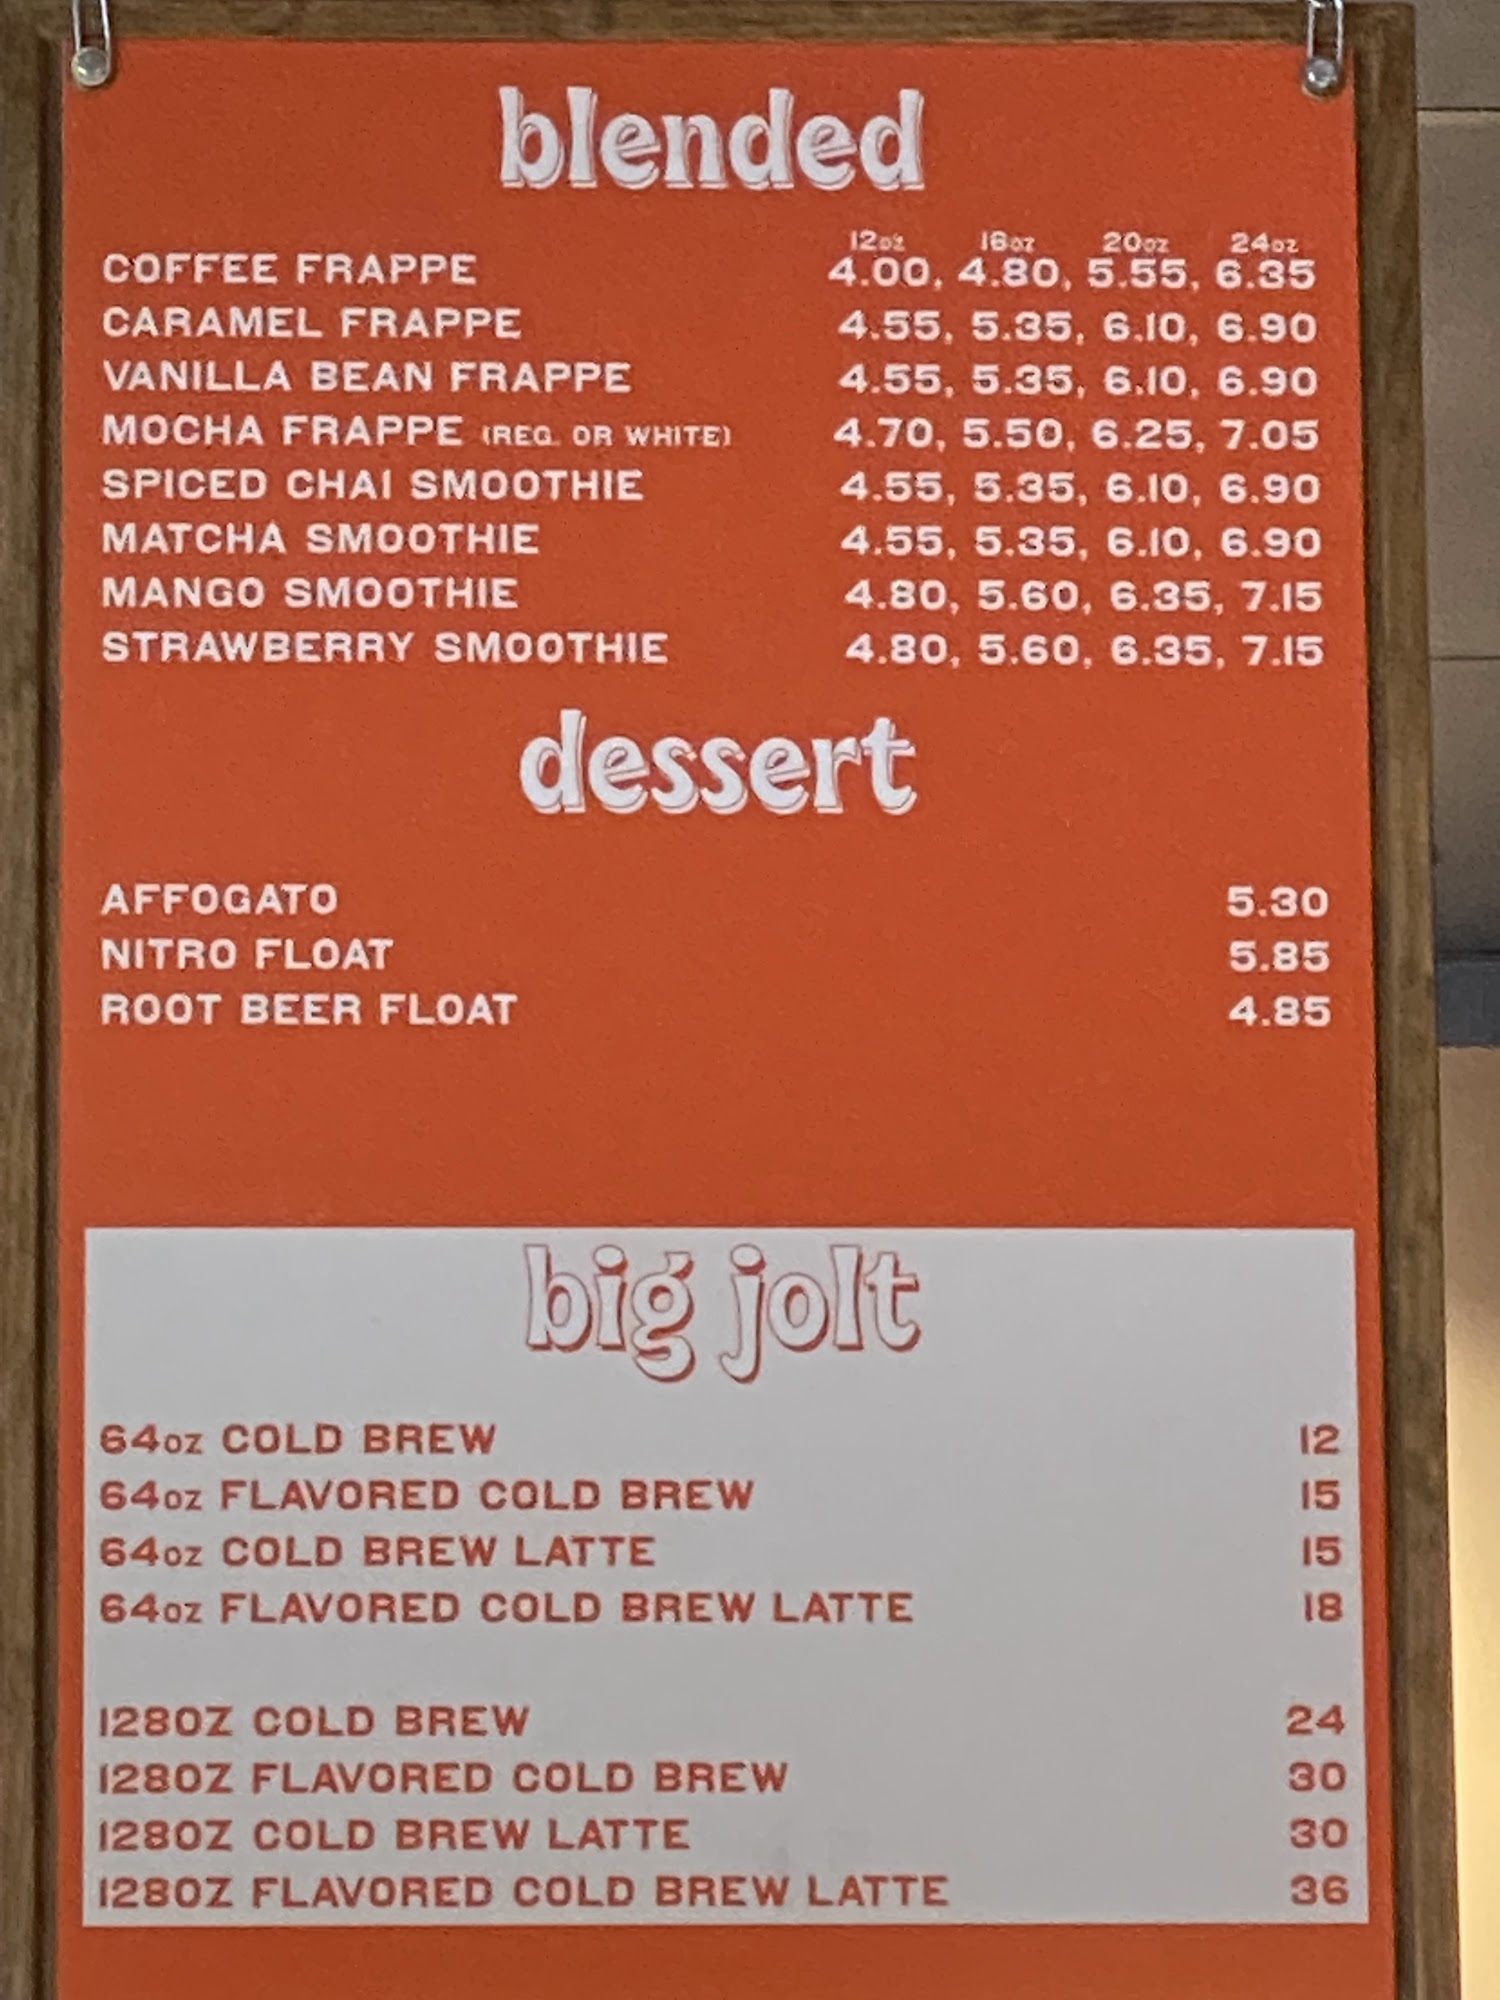 blended
12oz 16oz 20oz 24oz
COFFEE FRAPPE 4.00, 4.80, 5.55, 6.35
CARAMEL FRAPPE 4.55, 5.35, 6.10, 6.90
VANILLA BEAN FRAPPE 4.55, 5.35, 6.10, 6.90
MOCHA FRAPPE (REG. OR WHITE) 4.70, 5.50, 6.25, 7.05
SPICED CHAI SMOOTHIE 4.55, 5.35, 6.10, 6.90
MATCHA SMOOTHIE 4.55, 5.35, 6.10, 6.90
MANGO SMOOTHIE 4.80, 5.60, 6.35, 7.15
STRAWBERRY SMOOTHIE 4.80, 5.60, 6.35, 7.15
dessert
AFFOGATO 5.30
NITRO FLOAT 5.85
ROOT BEER FLOAT 4.85
big jolt
64oz COLD BREW 12
64oz FLAVORED COLD BREW 15
64oz COLD BREW LATTE 15
64oz FLAVORED COLD BREW LATTE 18
128OZ COLD BREW 24
128OZ FLAVORED COLD BREW 30
128OZ COLD BREW LATTE 30
128OZ FLAVORED COLD BREW LATTE 36